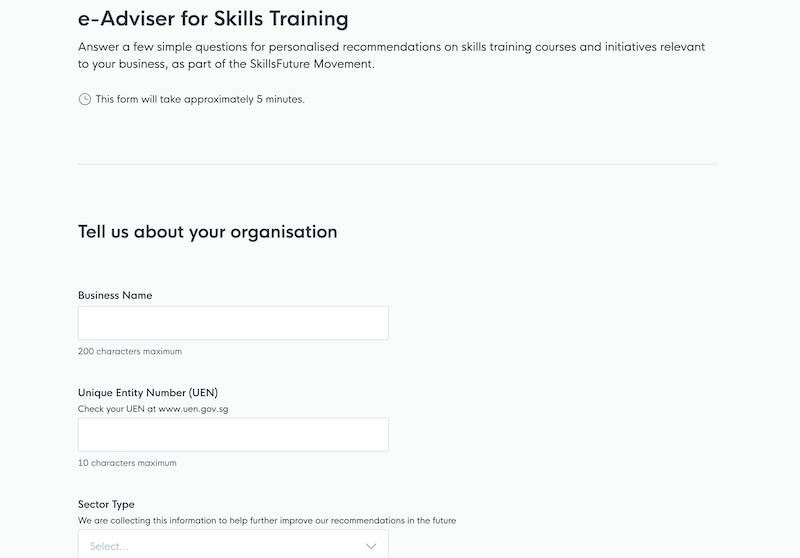 e-Adviser for Skills Training
Answer a few simple questions for personalised recommendations on skills training courses and initiatives relevant
to your business, as part of the SkillsFuture Movement.
This form will take approximately 5 minutes.
Tell us about your organisation
Business Name
200 characters maximum
Unique Entity Number (UEN)
Check your UEN at www.uen.gov.sg
10 characters maximum
Sector Type
We are collecting this information to help further improve our recommendations in the future
Select...